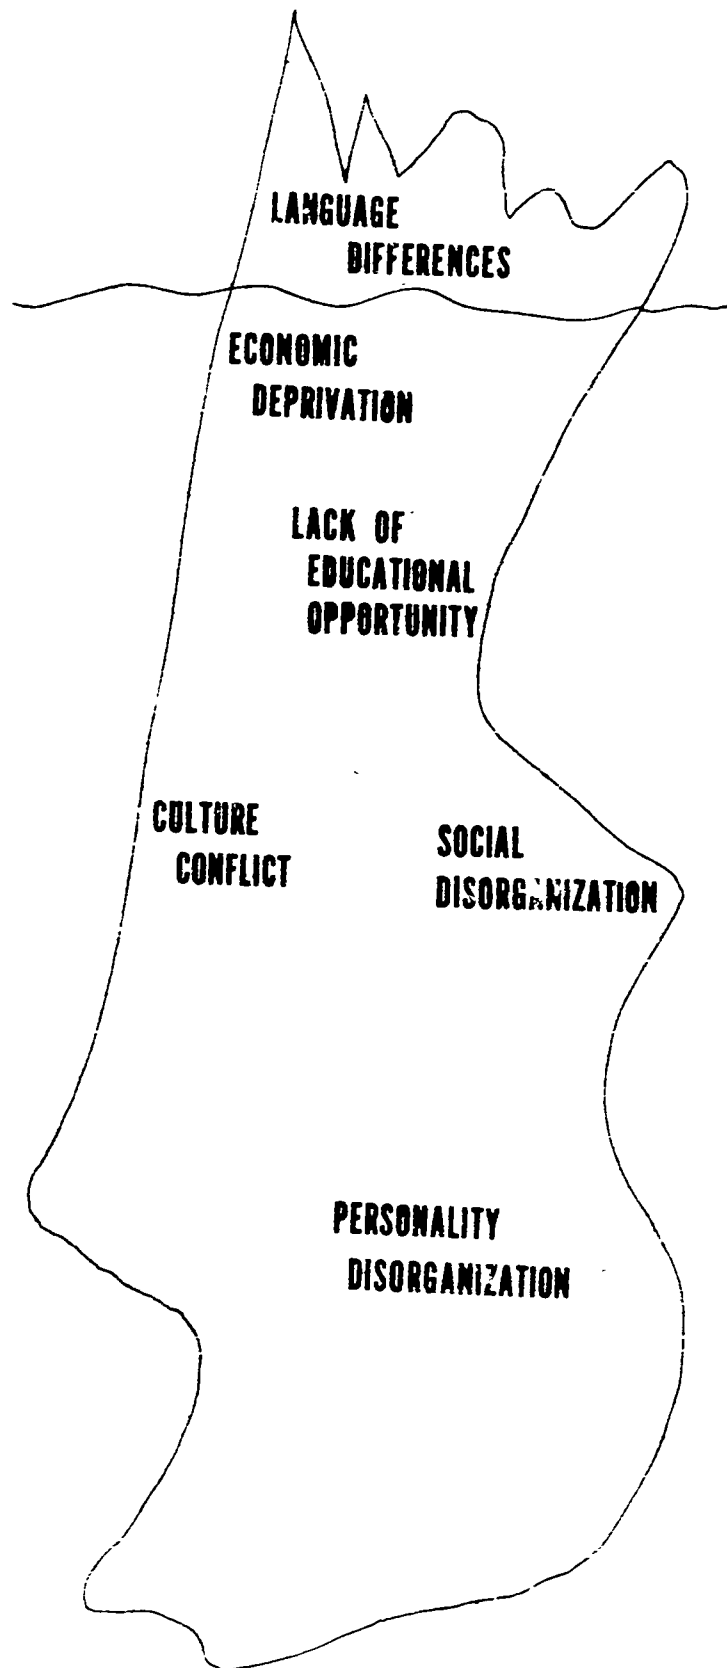 LANGUAGE
DIFFERENCES
ECONOMIC
DEPRIVATION
LACK OF
EDUCATIONAL
OPPORTUNITY
CULTURE
CONFLICT
SOCIAL
DISORGANIZATION
PERSONALITY
DISORGANIZATION